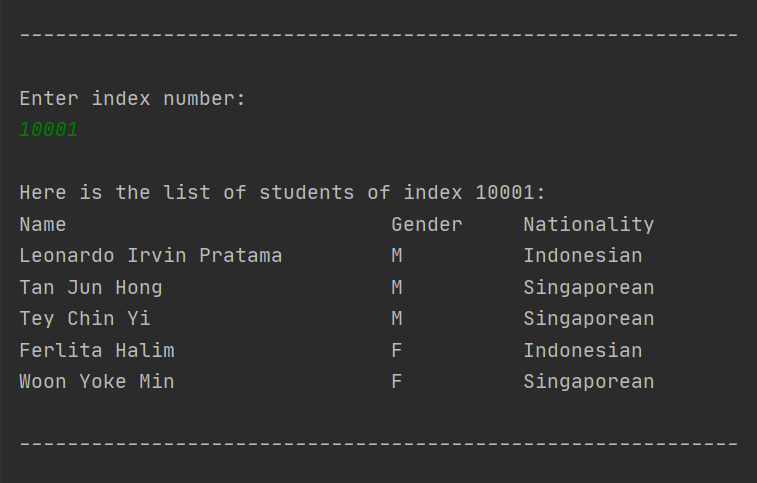 ------------------------------------------------------------
Enter index number:
10001
Here is the list of students of index 10001:
Name Gender Nationality
Leonardo Irvin Pratama M Indonesian
Tan Jun Hong M Singaporean
Tey Chin Yi M Singaporean
Ferlita Halim F Indonesian
Woon Yoke Min F Singaporean
------------------------------------------------------------